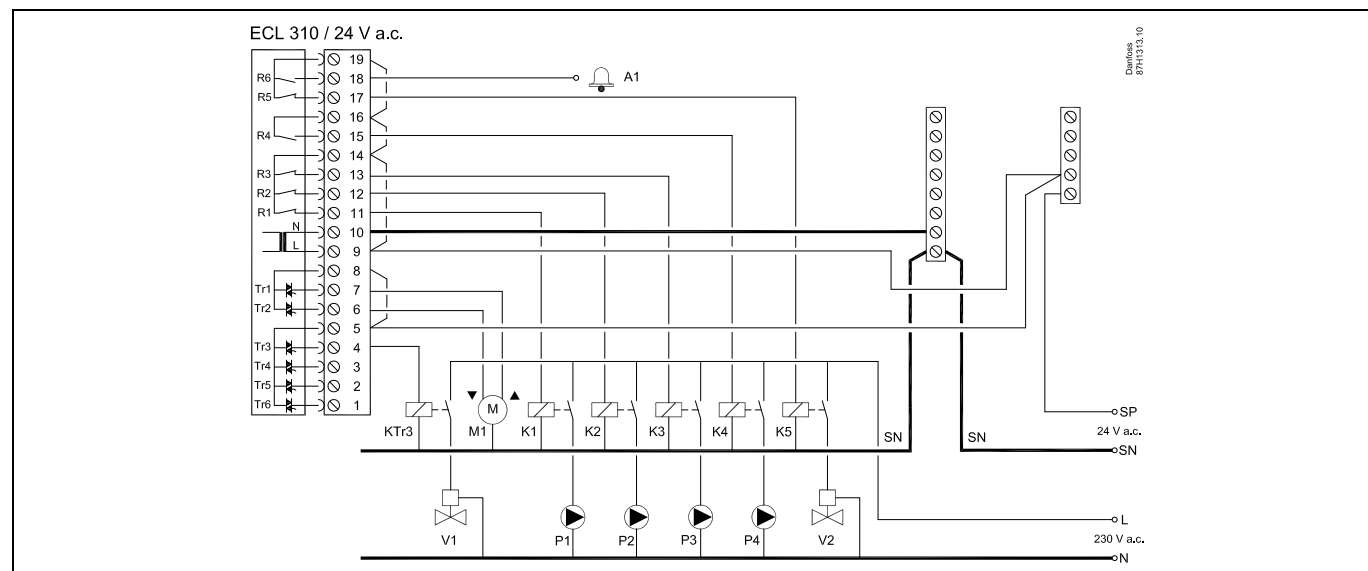 ECL 310 / 24 V a.c.
Danfoss
87H1313.10
19
R6 18 A1
R5 17
16
R4 15
14
R3 13
R2 12
R1 11
N 10
L 9
8
Tr1 7
Tr2 6
5
Tr3 4
Tr4 3
Tr5 2
Tr6 1
M
KTr3 M1 K1 K2 K3 K4 K5 SN SN
SP
24 V a.c.
SN
V1 P1 P2 P3 P4 V2
L
230 V a.c.
N